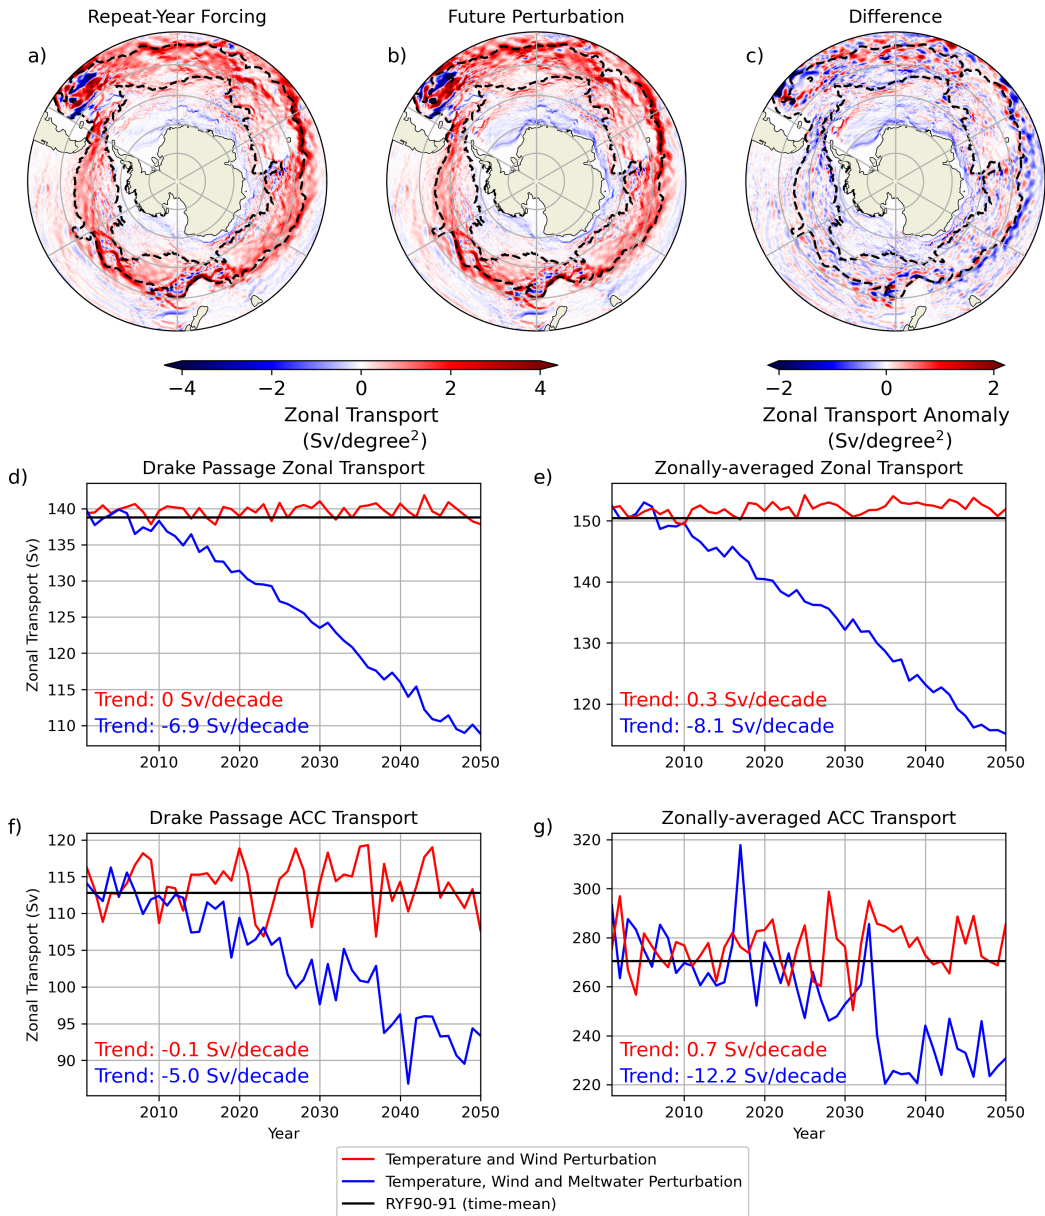 Repeat-Year Forcing
Future Perturbation
Difference
a)
b)
c)
−4 −2 0 2 4
−2 0 2
Zonal Transport
(Sv/degree²)
Zonal Transport Anomaly
(Sv/degree²)
d)
Drake Passage Zonal Transport
140
135
130
125
120
115
110
Zonal Transport (Sv)
Trend: 0 Sv/decade
Trend: -6.9 Sv/decade
2010 2020 2030 2040 2050
e)
Zonally-averaged Zonal Transport
150
140
130
120
Trend: 0.3 Sv/decade
Trend: -8.1 Sv/decade
2010 2020 2030 2040 2050
f)
Drake Passage ACC Transport
120
115
110
105
100
95
90
Zonal Transport (Sv)
Trend: -0.1 Sv/decade
Trend: -5.0 Sv/decade
2010 2020 2030 2040 2050
Year
g)
Zonally-averaged ACC Transport
320
300
280
260
240
220
Trend: 0.7 Sv/decade
Trend: -12.2 Sv/decade
2010 2020 2030 2040 2050
Year
Temperature and Wind Perturbation
Temperature, Wind and Meltwater Perturbation
RYF90-91 (time-mean)